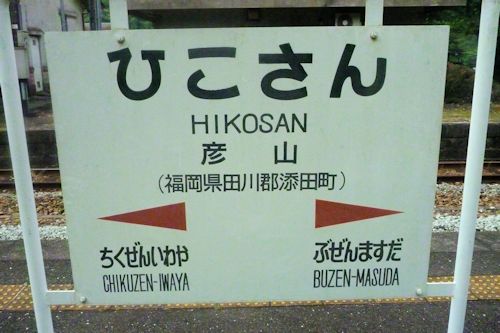 ひこさん
HIKOSAN
彦山
(福岡県田川郡添田町)
ちくぜんいわや ぶぜんますだ
CHIKUZEN-IWAYA BUZEN-MASUDA